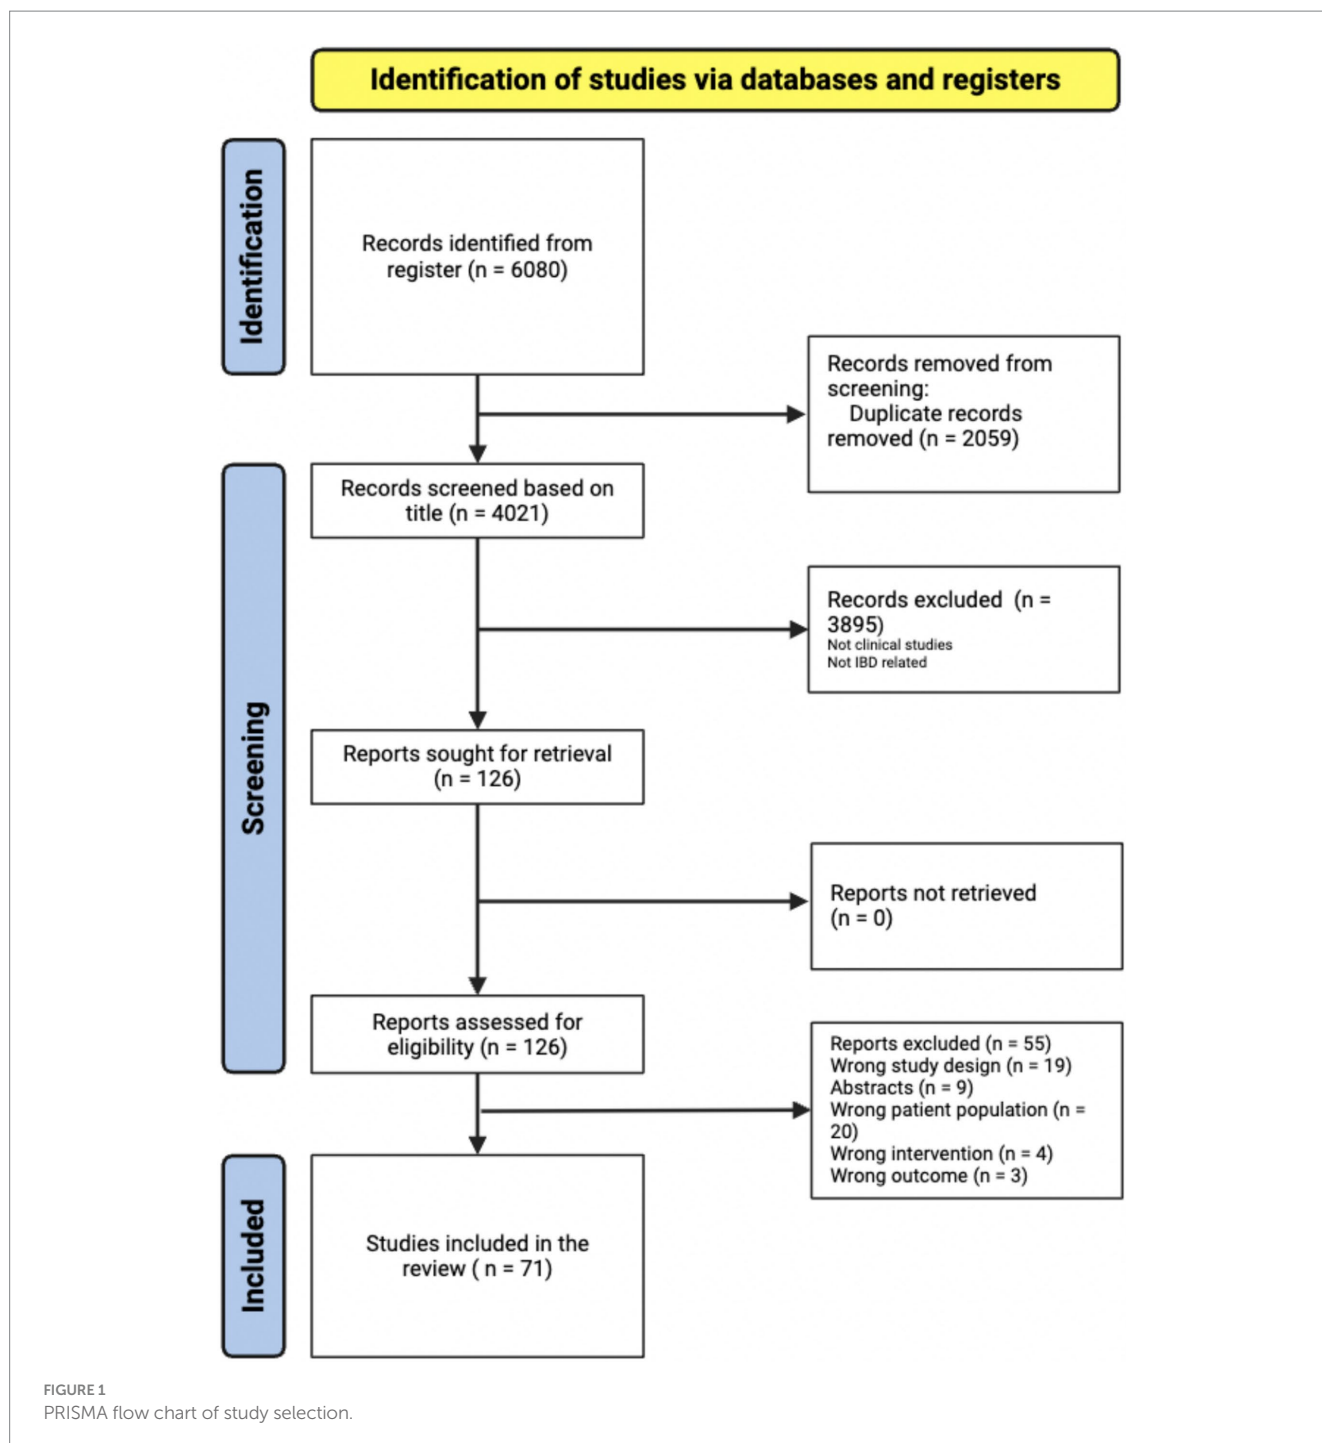 Identification of studies via databases and registers
Identification
Records identified from
register (n = 6080)
Records removed from
screening:
Duplicate records
removed (n = 2059)
Screening
Records screened based on
title (n = 4021)
Records excluded (n =
3895)
Not clinical studies
Not IBD related
Reports sought for retrieval
(n = 126)
Reports not retrieved
(n = 0)
Reports assessed for
eligibility (n = 126)
Reports excluded (n = 55)
Wrong study design (n = 19)
Abstracts (n = 9)
Wrong patient population (n =
20)
Wrong intervention (n = 4)
Wrong outcome (n = 3)
Included
Studies included in the
review ( n = 71)
FIGURE 1
PRISMA flow chart of study selection.